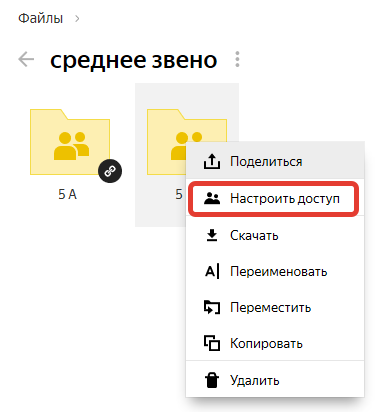 Файлы
среднее звено
5 А
5
Поделиться
Настроить доступ
Скачать
Переименовать
Переместить
Копировать
Удалить